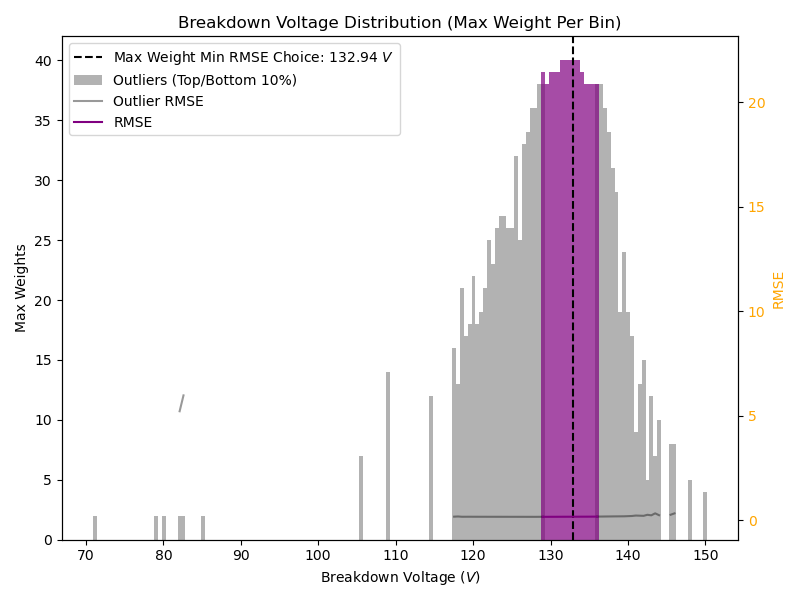 Breakdown Voltage Distribution (Max Weight Per Bin)
Max Weight Min RMSE Choice: 132.94 V
Outliers (Top/Bottom 10%)
Outlier RMSE
RMSE
Max Weights
40
35
30
25
20
15
10
5
0
20
15
10
5
0
RMSE
70 80 90 100 110 120 130 140 150
Breakdown Voltage (V)